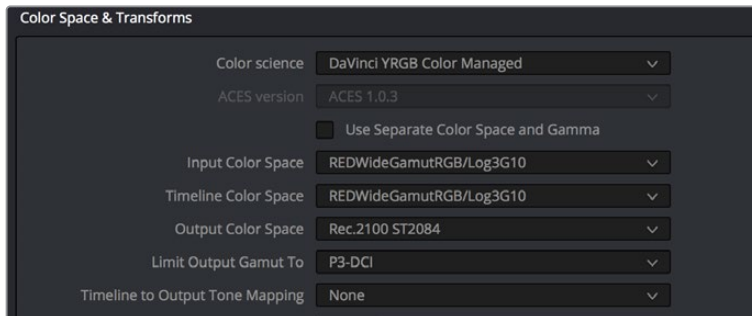 Color Space & Transforms
Color science DaVinci YRGB Color Managed
ACES version ACES 1.0.3
Use Separate Color Space and Gamma
Input Color Space REDWideGamutRGB/Log3G10
Timeline Color Space REDWideGamutRGB/Log3G10
Output Color Space Rec.2100 ST2084
Limit Output Gamut To P3-DCI
Timeline to Output Tone Mapping None